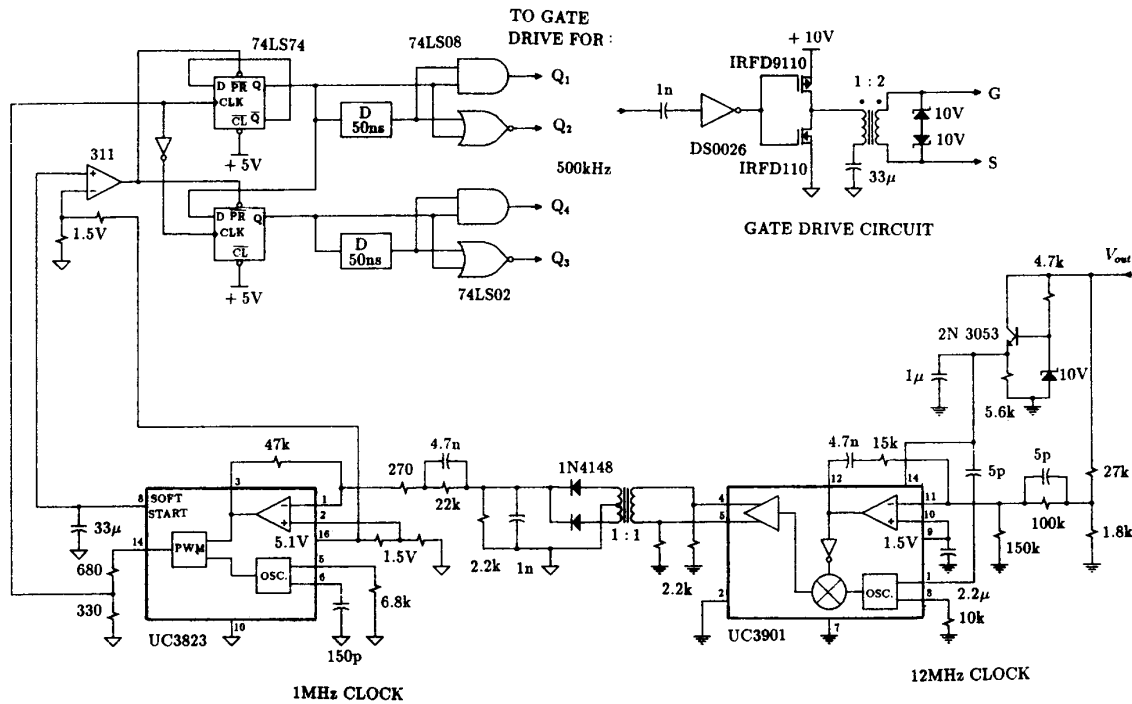 TO GATE
DRIVE FOR :
74LS74
74LS08
+ 10V
IRFD9110
1 : 2
D PR Q
CLK
Q
CL
+ 5V
D
50ns
Q1
Q2
1n
DS0026
IRFD110
33µ
10V
10V
G
S
500kHz
311
+
−
1.5V
D PR Q
CLK
CL
+ 5V
D
50ns
Q4
Q3
74LS02
GATE DRIVE CIRCUIT
4.7k
Vout
2N 3053
1µ
10V
5.6k
47k
270
4.7n
22k
1N4148
4.7n
15k
5p
5p
27k
100k
1.8k
150k
8
SOFT
START
3
1
2
16
5.1V
1.5V
33µ
14
PWM
OSC.
5
6
680
330
6.8k
10
UC3823
150p
2.2k
1n
1 : 1
2.2k
4
5
12
14
11
10
9
1.5V
OSC.
1
8
2.2µ
10k
2
7
UC3901
1MHz CLOCK
12MHz CLOCK